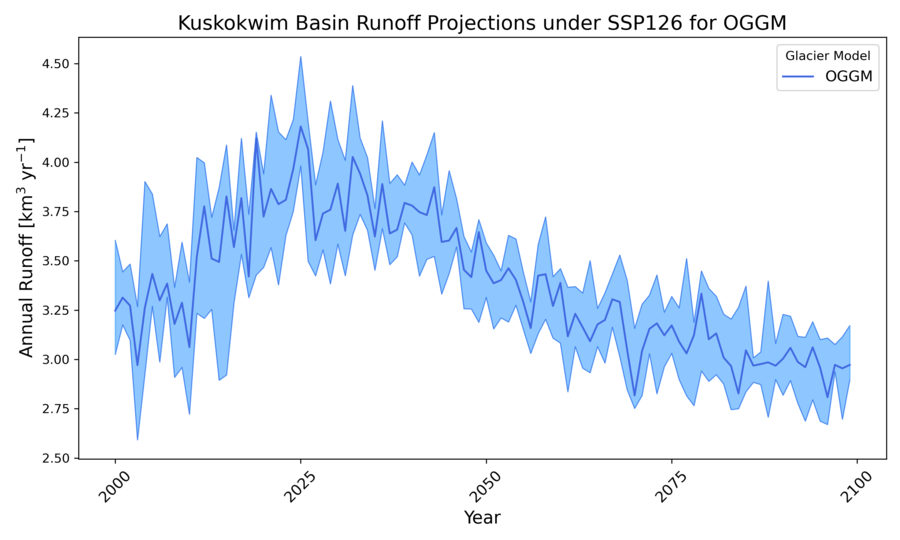 Kuskokwim Basin Runoff Projections under SSP126 for OGGM
Glacier Model
OGGM
Annual Runoff [km³ yr⁻¹]
4.50
4.25
4.00
3.75
3.50
3.25
3.00
2.75
2.50
2000
2025
2050
2075
2100
Year